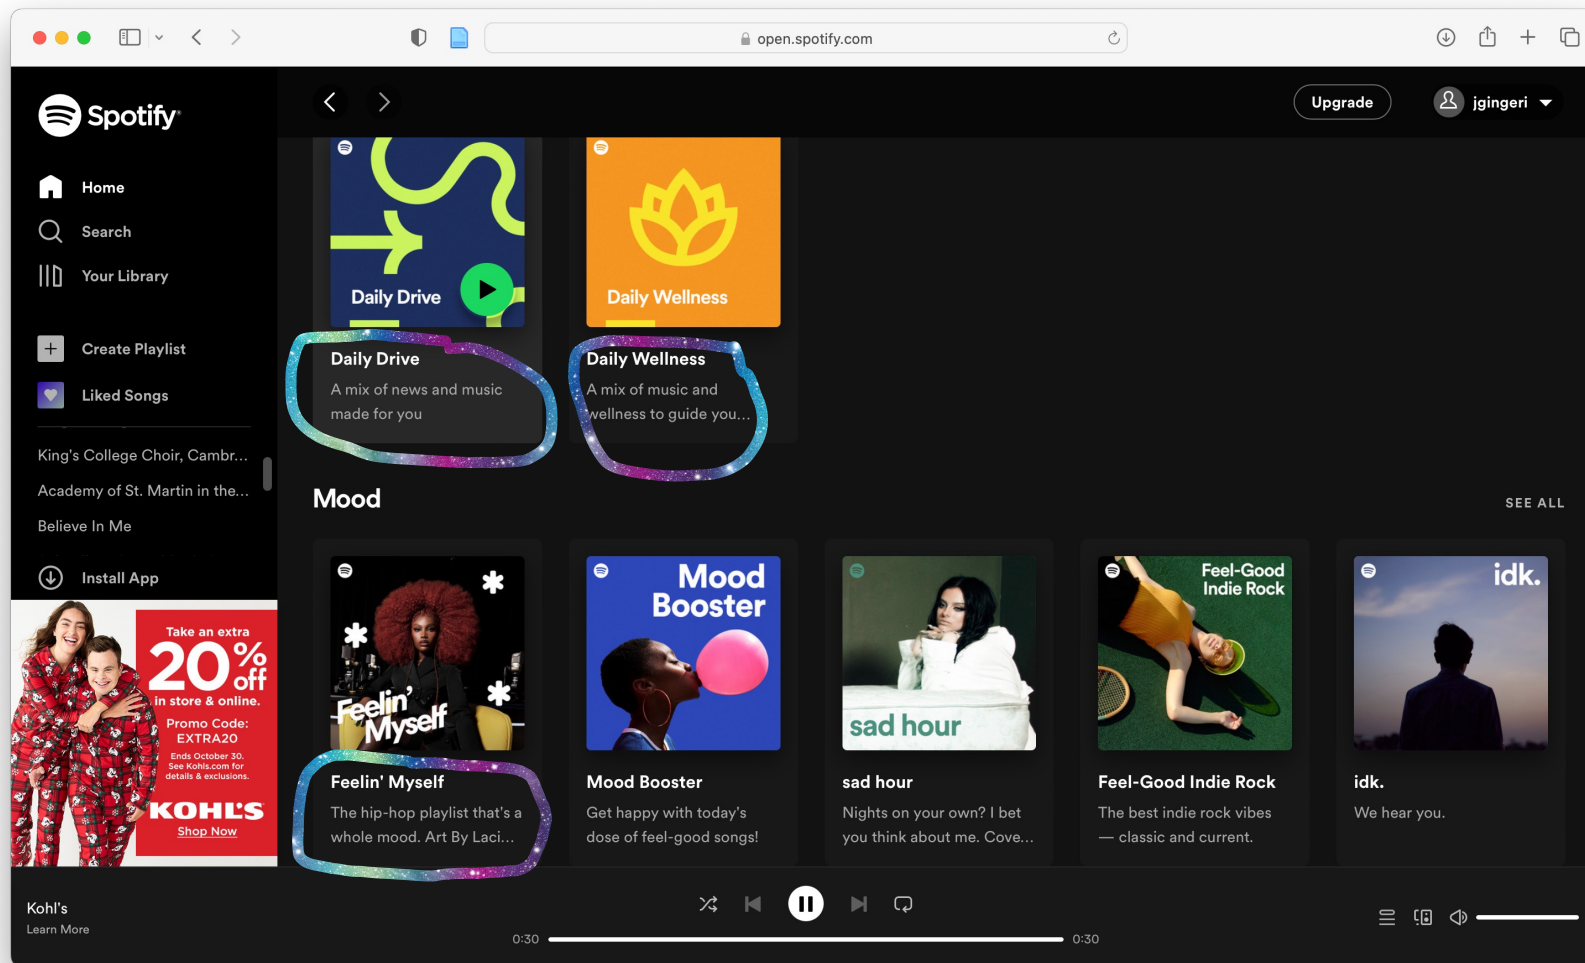 open.spotify.com
Spotify
Upgrade
jgingeri
Home
Search
Your Library
Create Playlist
Liked Songs
King's College Choir, Cambr...
Academy of St. Martin in the...
Believe In Me
Install App
Take an extra
20% off
in store & online.
Promo Code:
EXTRA20
Ends October 30.
See Kohls.com for
details & exclusions.
KOHL'S
Shop Now
Daily Drive
Daily Drive
A mix of news and music
made for you
Daily Wellness
Daily Wellness
A mix of music and
wellness to guide you...
Mood
SEE ALL
Feelin'
Myself
Feelin' Myself
The hip-hop playlist that's a
whole mood. Art By Laci...
Mood
Booster
Mood Booster
Get happy with today's
dose of feel-good songs!
sad hour
sad hour
Nights on your own? I bet
you think about me. Cove...
Feel-Good
Indie Rock
Feel-Good Indie Rock
The best indie rock vibes
— classic and current.
idk.
idk.
We hear you.
Kohl's
Learn More
0:30
0:30